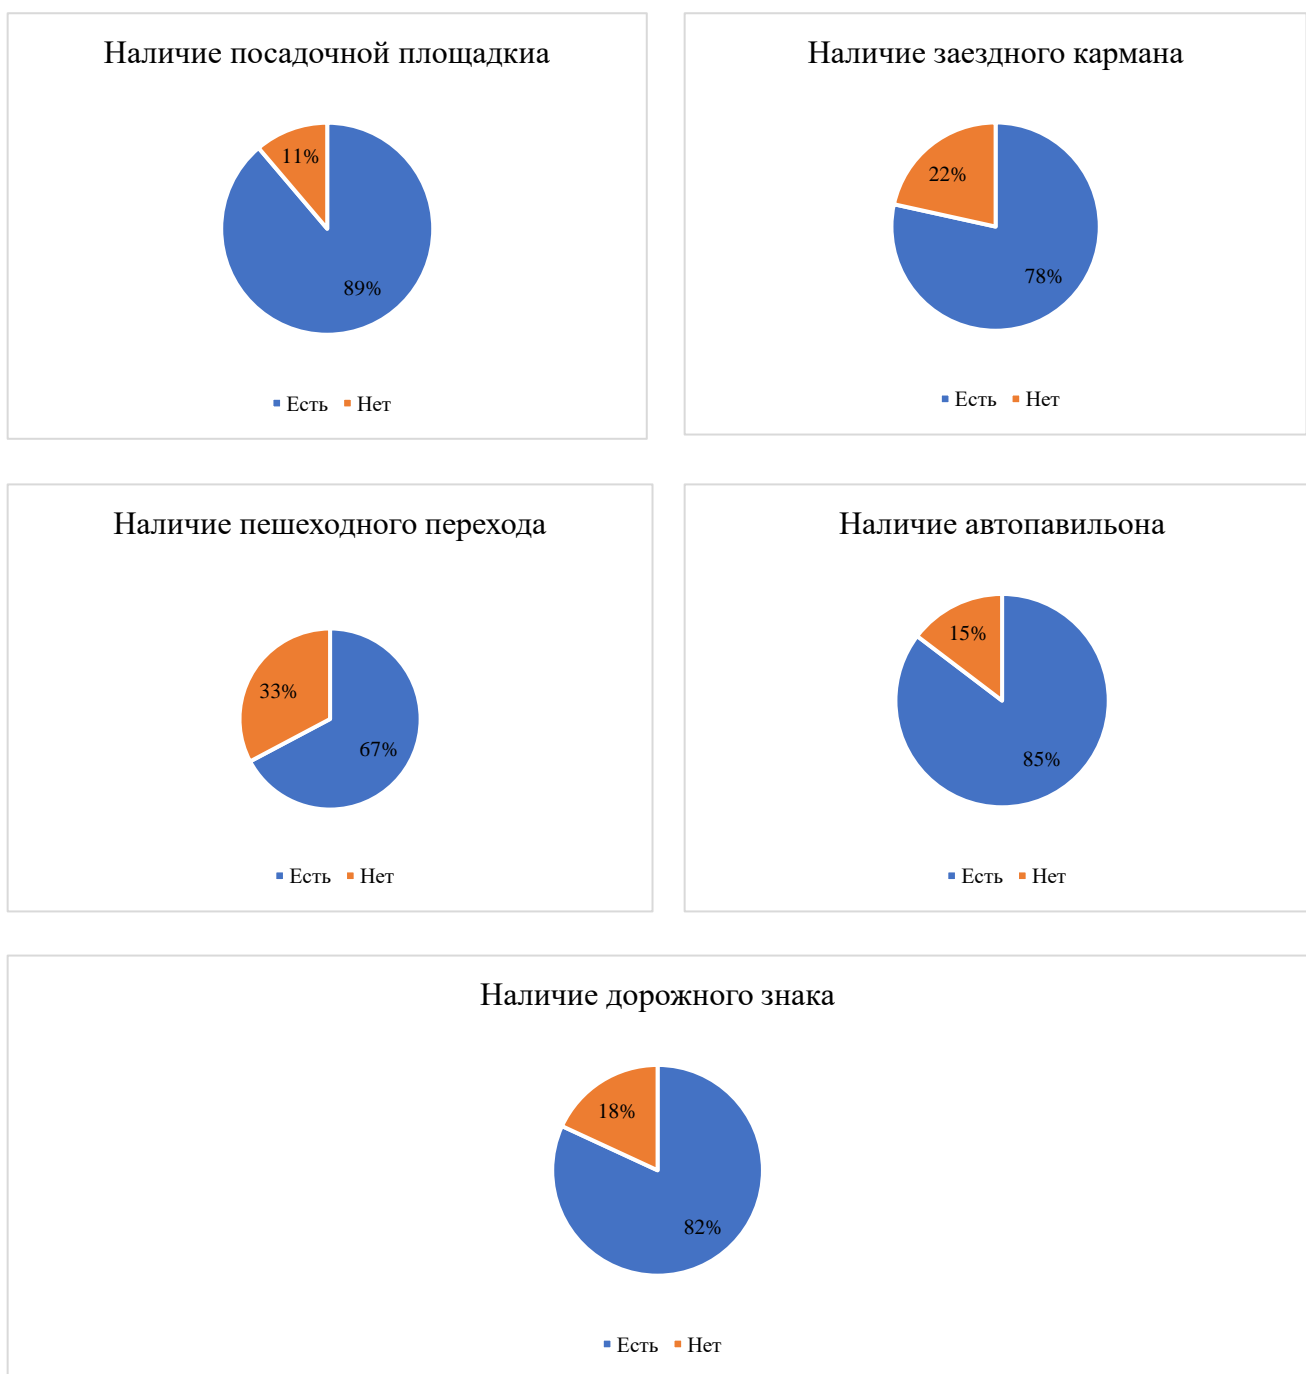 Наличие посадочной площадкиа
11%
89%
Есть Нет
Наличие заездного кармана
22%
78%
Есть Нет
Наличие пешеходного перехода
33%
67%
Есть Нет
Наличие автопавильона
15%
85%
Есть Нет
Наличие дорожного знака
18%
82%
Есть Нет